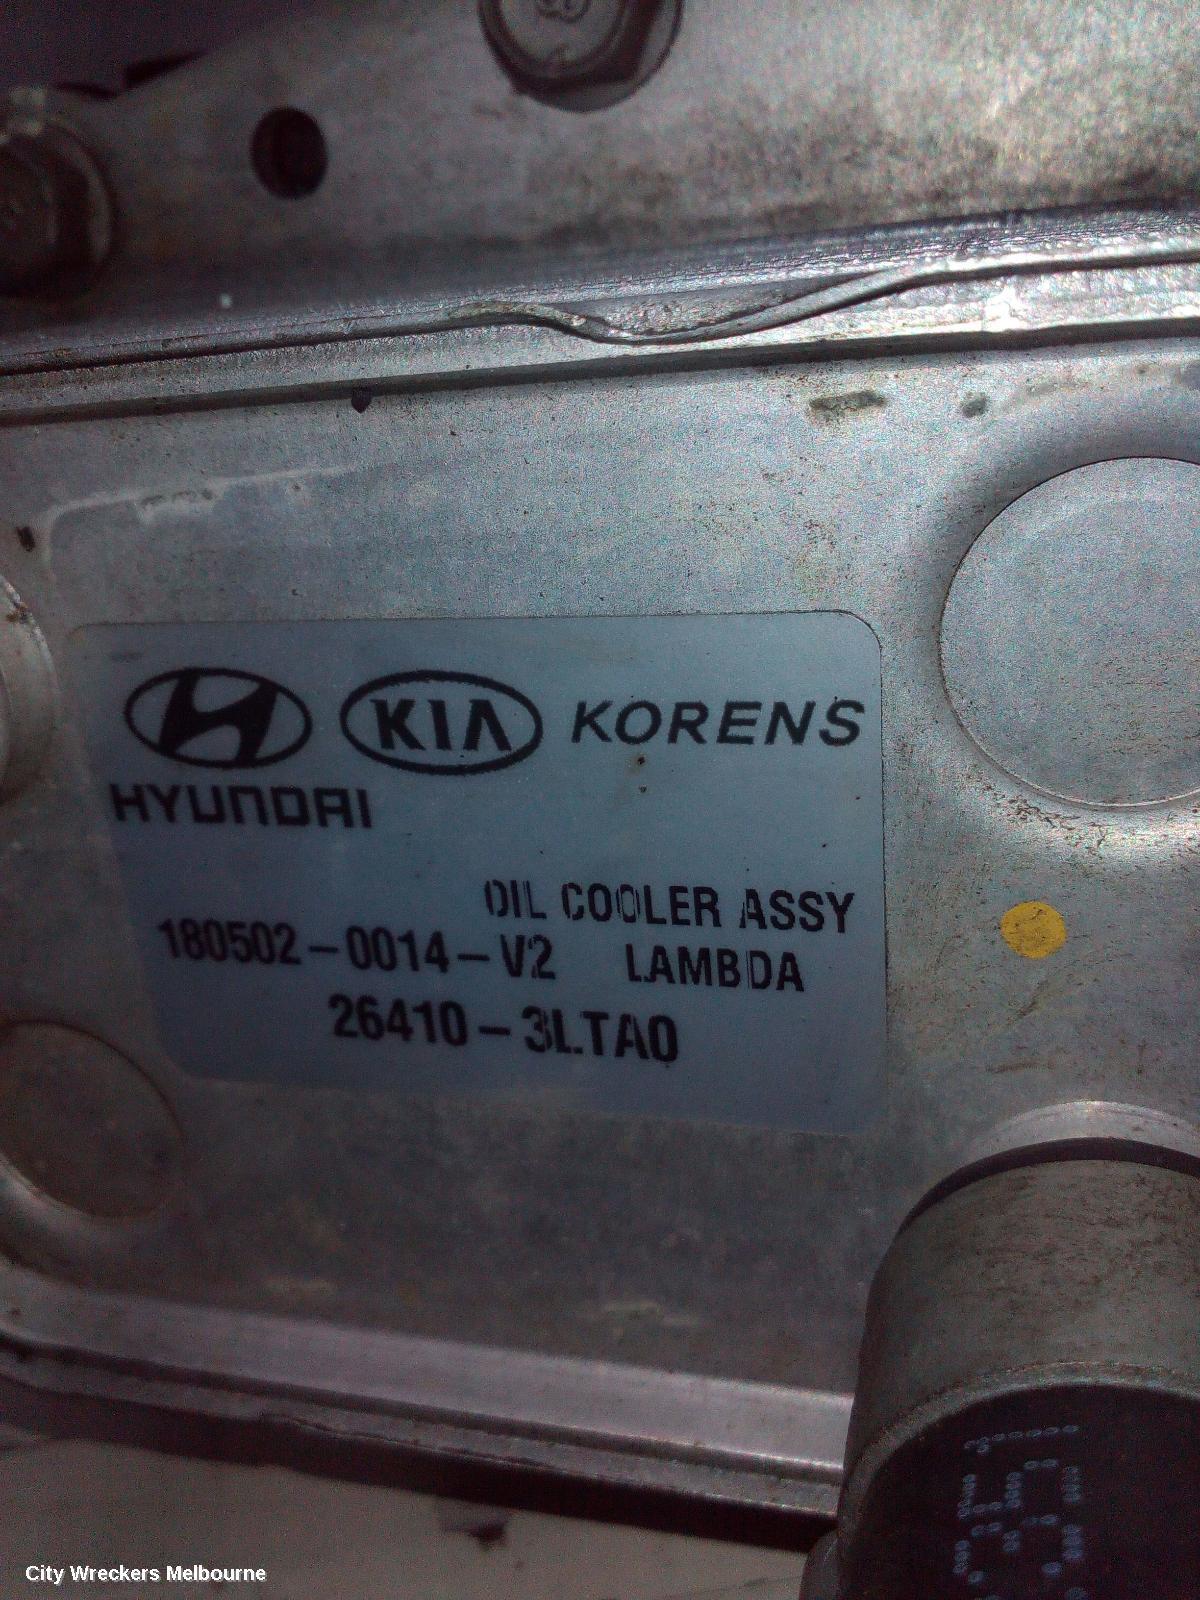 KIA KORENS
HYUNDAI
OIL COOLER ASSY
180502-0014-V2 LAMBDA
26410-3LTA0
City Wreckers Melbourne